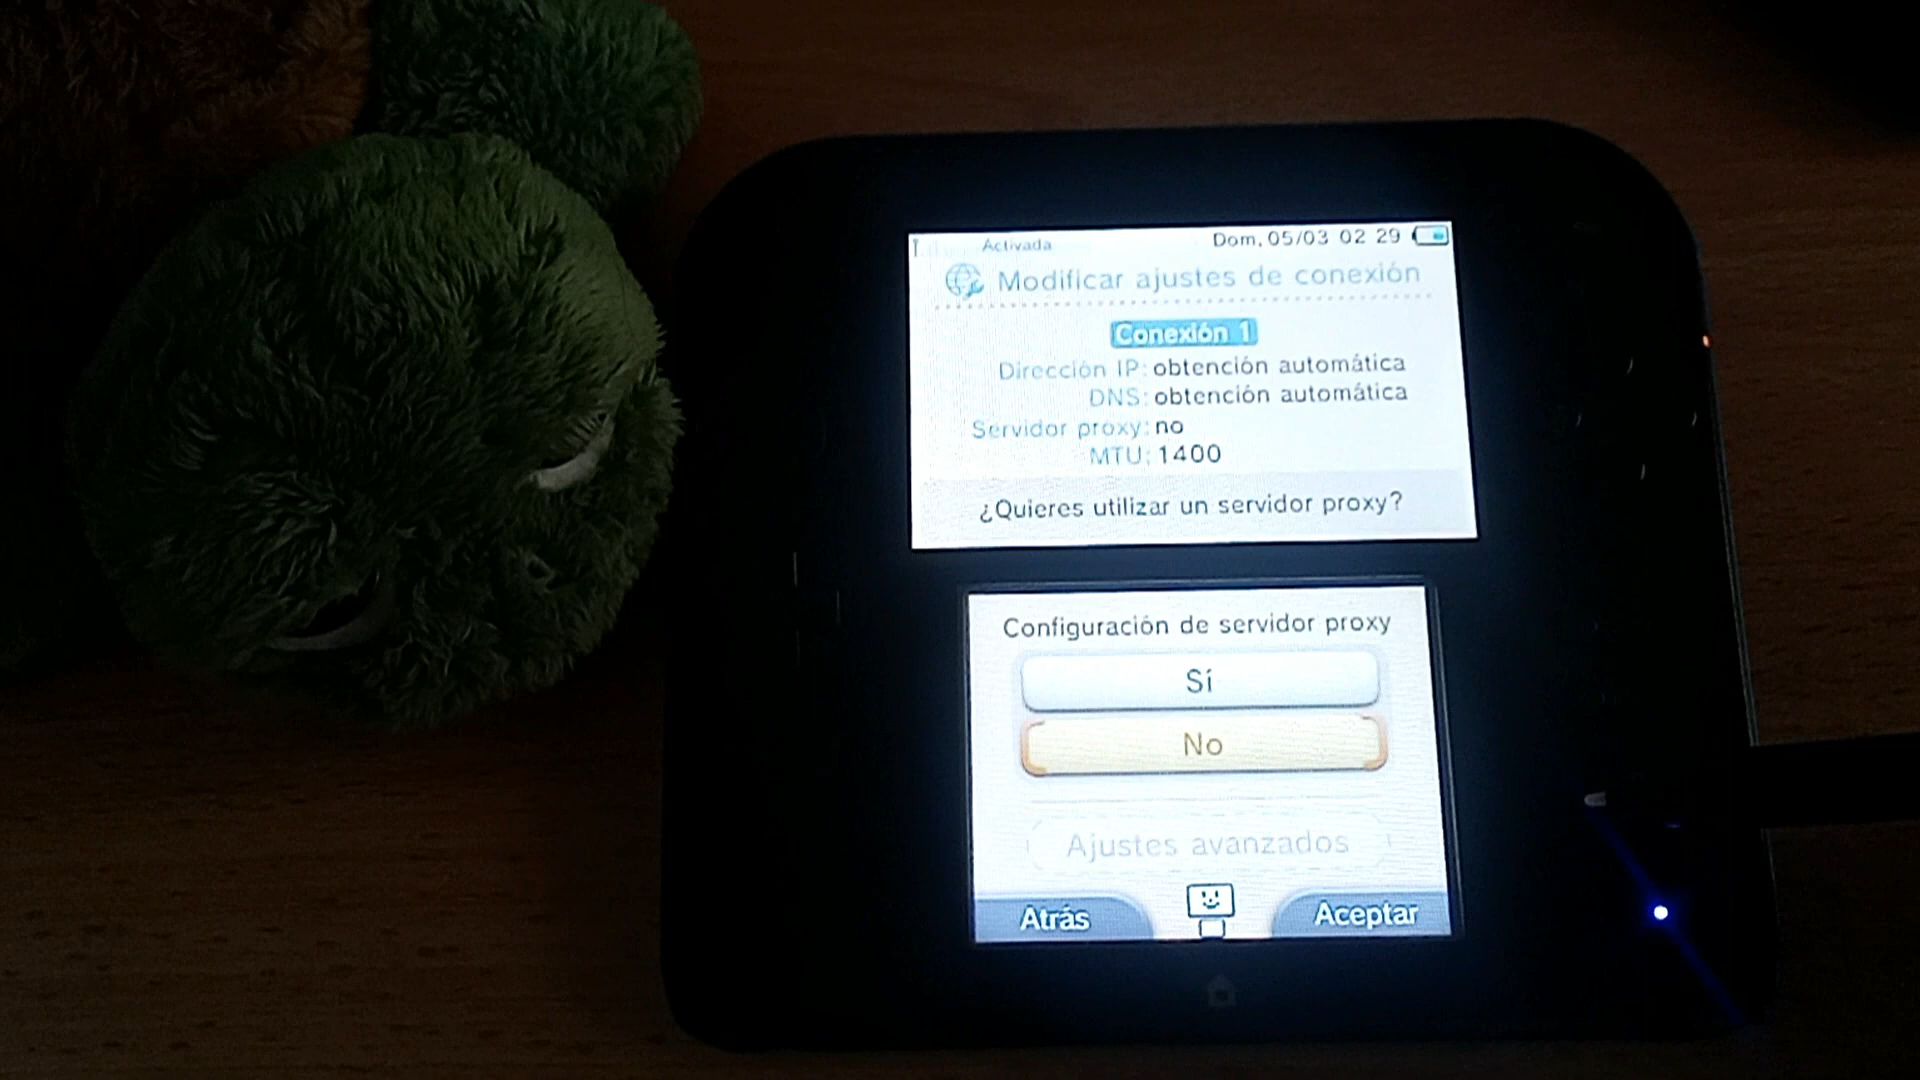 Activada
Dom, 05/03 02 29
Modificar ajustes de conexión
Conexión 1
Dirección IP: obtención automática
DNS: obtención automática
Servidor proxy: no
MTU: 1400
¿Quieres utilizar un servidor proxy?
Configuración de servidor proxy
Sí
No
Ajustes avanzados
Atrás
Aceptar